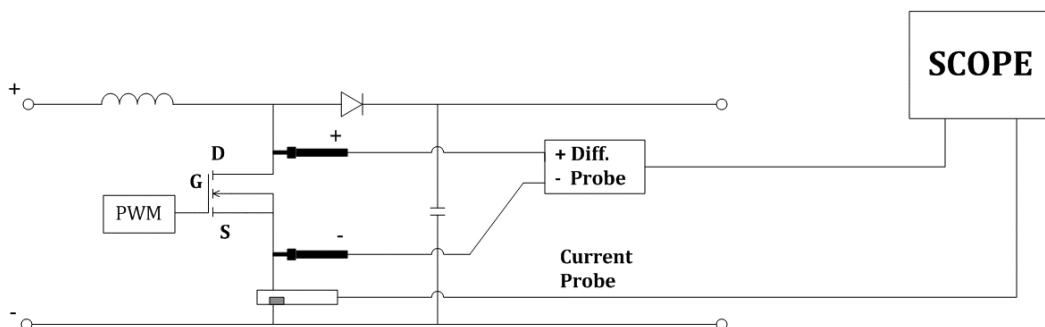 SCOPE
+
+
D
+ Diff.
- Probe
G
PWM
S
-
Current
Probe
-